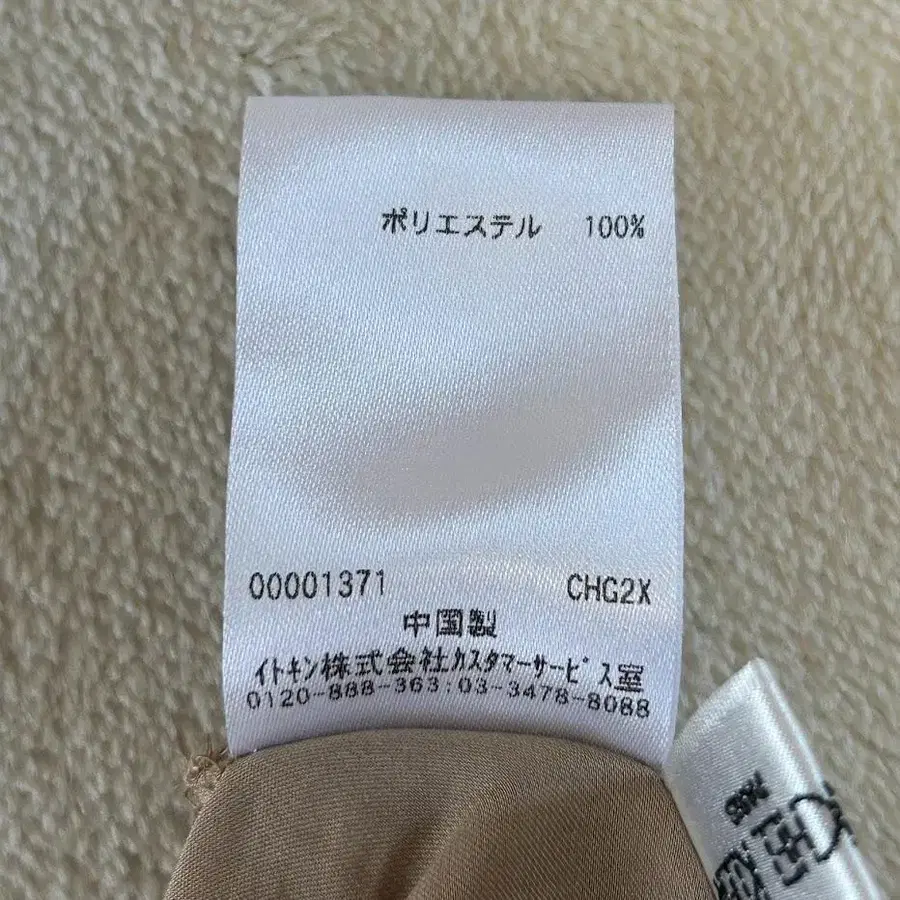 ポリエステル 100%
00001371 CHG2X
中国製
イトキン株式会社カスタマーサービス室
0120-888-363:03-3478-8088
PARIS